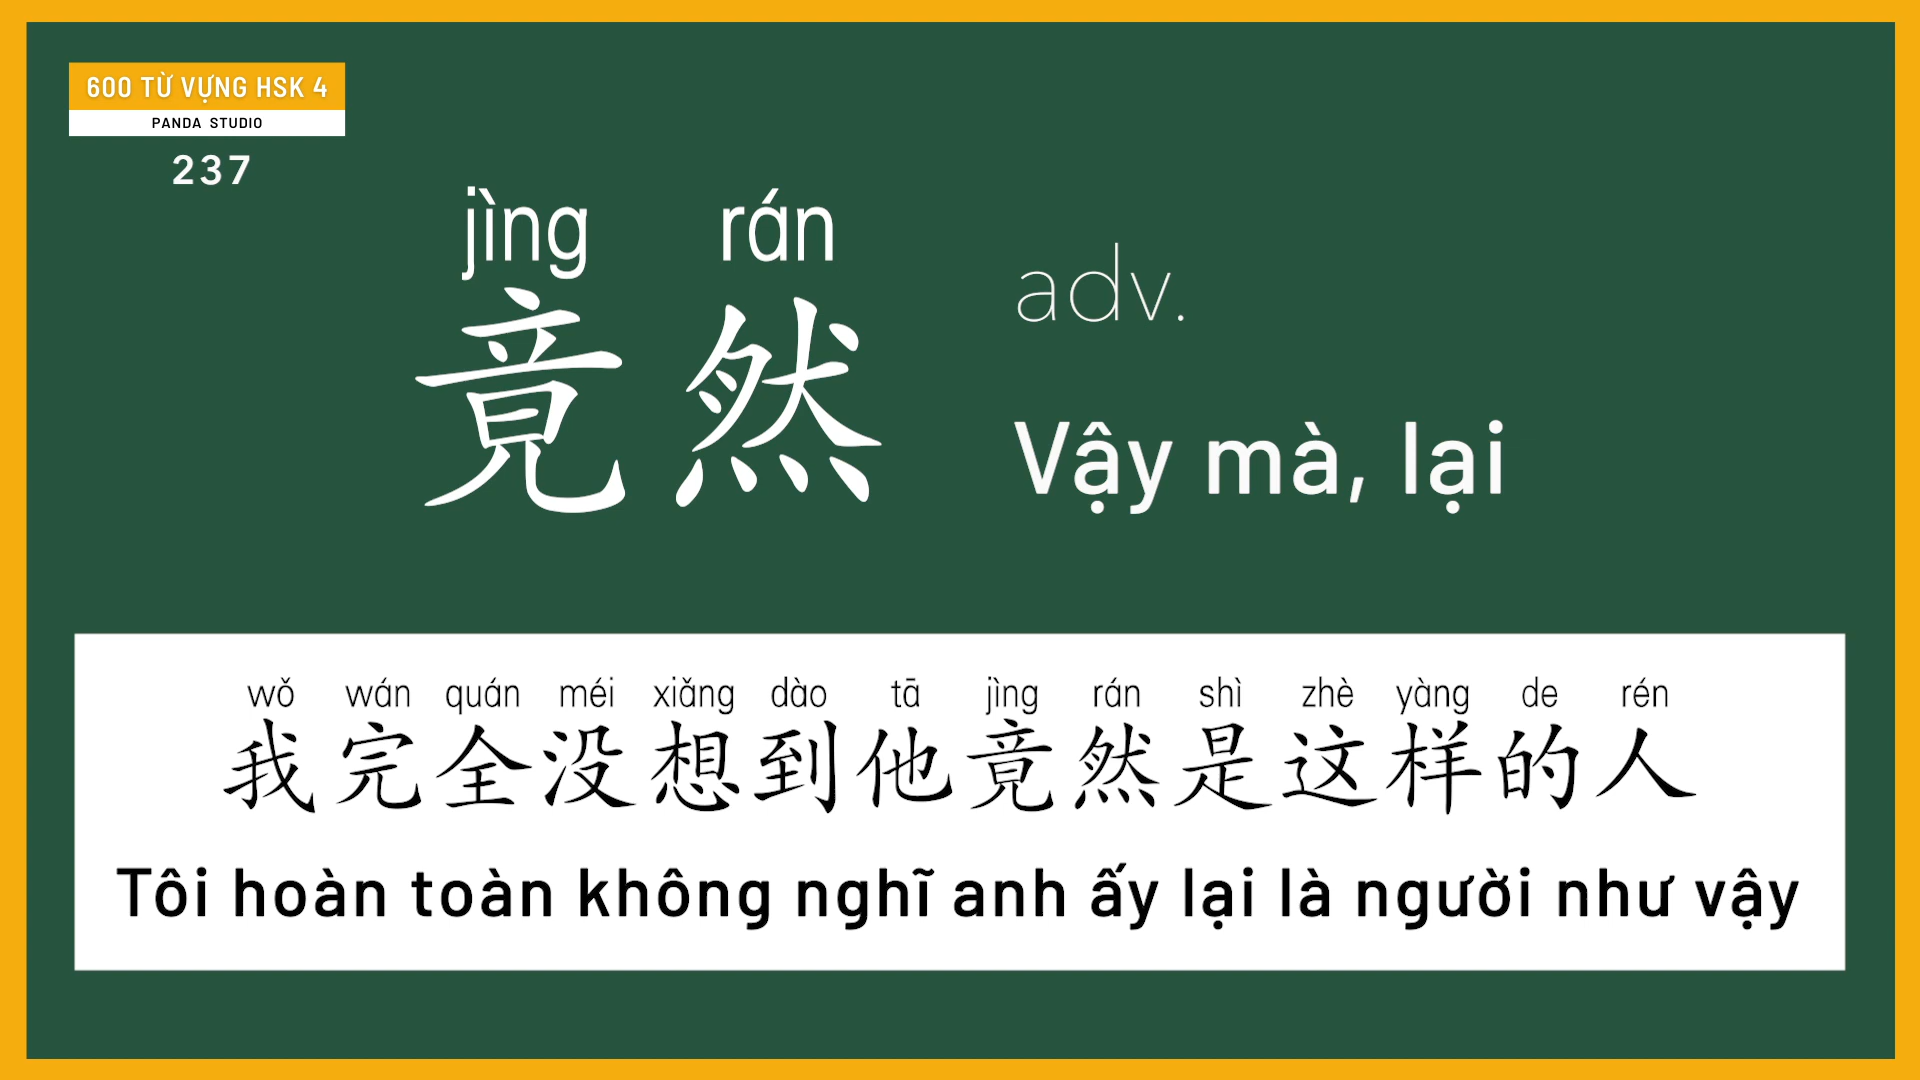 600 TỪ VỰNG HSK 4
PANDA STUDIO
237
jìng rán
竟然
adv.
Vậy mà, lại
wǒ wán quán méi xiǎng dào tā jìng rán shì zhè yàng de rén
我完全没想到他竟然是这样的人
Tôi hoàn toàn không nghĩ anh ấy lại là người như vậy